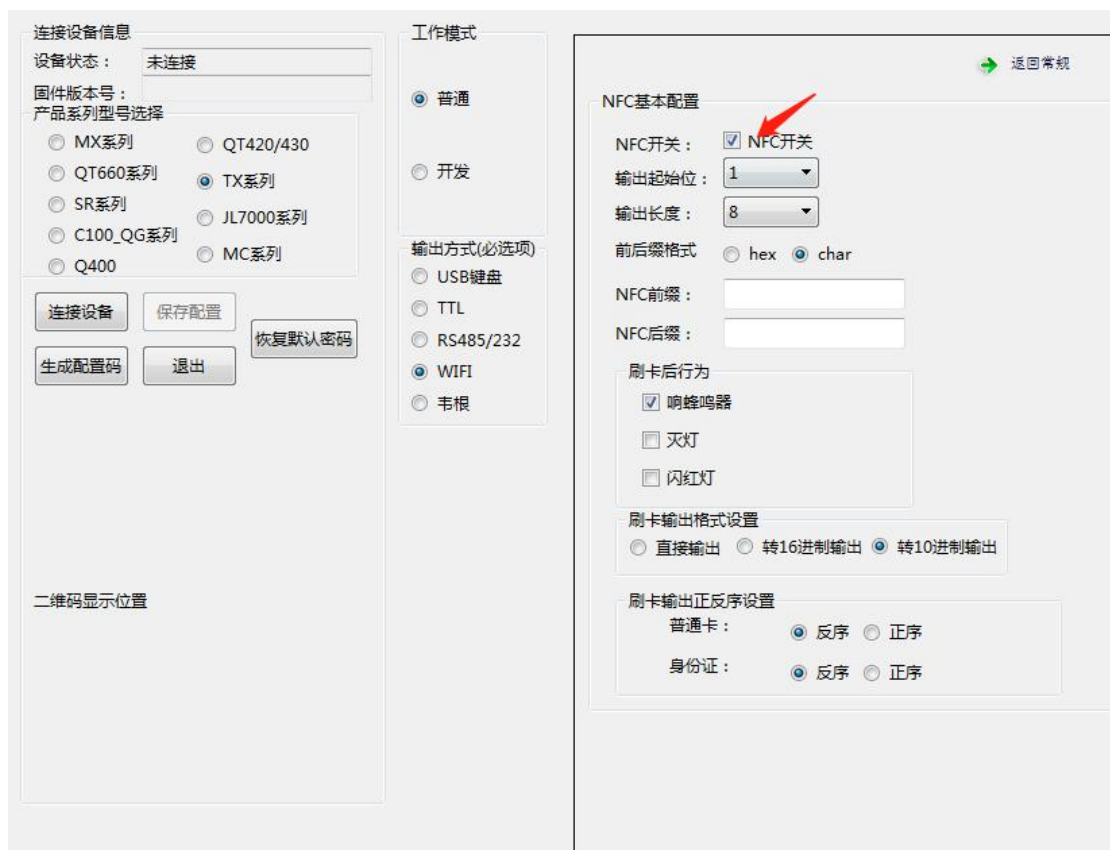 连接设备信息
设备状态： 未连接
固件版本号：
产品系列型号选择
MX系列 QT420/430
QT660系列 TX系列
SR系列 JL7000系列
C100_QG系列 MC系列
Q400
连接设备 保存配置 恢复默认密码
生成配置码 退出
二维码显示位置
工作模式
普通
开发
输出方式(必选项)
USB键盘
TTL
RS485/232
WIFI
韦根
返回常规
NFC基本配置
NFC开关： NFC开关
输出起始位： 1
输出长度： 8
前后缀格式 hex char
NFC前缀：
NFC后缀：
刷卡后行为
响蜂鸣器
灭灯
闪红灯
刷卡输出格式设置
直接输出 转16进制输出 转10进制输出
刷卡输出正反序设置
普通卡： 反序 正序
身份证： 反序 正序